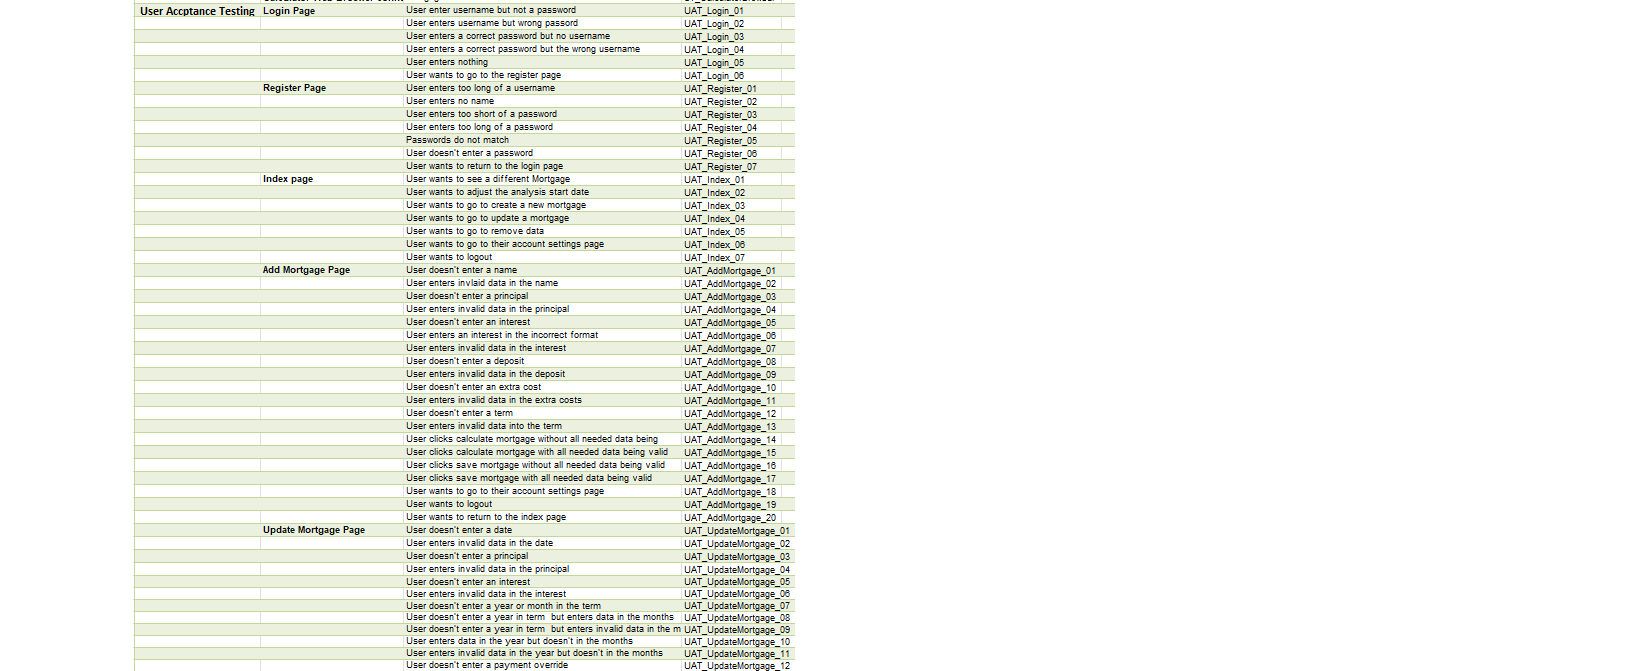 User Accptance Testing Login Page User enter username but not a password UAT_Login_01
User enters username but wrong passord UAT_Login_02
User enters a correct password but no username UAT_Login_03
User enters a correct password but the wrong username UAT_Login_04
User enters nothing UAT_Login_05
User wants to go to the register page UAT_Login_06
Register Page User enters too long of a username UAT_Register_01
User enters no name UAT_Register_02
User enters too short of a password UAT_Register_03
User enters too long of a password UAT_Register_04
Passwords do not match UAT_Register_05
User doesn't enter a password UAT_Register_06
User wants to return to the login page UAT_Register_07
Index page User wants to see a different Mortgage UAT_Index_01
User wants to adjust the analysis start date UAT_Index_02
User wants to go to create a new mortgage UAT_Index_03
User wants to go to update a mortgage UAT_Index_04
User wants to go to remove data UAT_Index_05
User wants to go to their account settings page UAT_Index_06
User wants to logout UAT_Index_07
Add Mortgage Page User doesn't enter a name UAT_AddMortgage_01
User enters invlaid data in the name UAT_AddMortgage_02
User doesn't enter a principal UAT_AddMortgage_03
User enters invalid data in the principal UAT_AddMortgage_04
User doesn't enter an interest UAT_AddMortgage_05
User enters an interest in the incorrect format UAT_AddMortgage_06
User enters invalid data in the interest UAT_AddMortgage_07
User doesn't enter a deposit UAT_AddMortgage_08
User enters invalid data in the deposit UAT_AddMortgage_09
User doesn't enter an extra cost UAT_AddMortgage_10
User enters invalid data in the extra costs UAT_AddMortgage_11
User doesn't enter a term UAT_AddMortgage_12
User enters invalid data into the term UAT_AddMortgage_13
User clicks calculate mortgage without all needed data being UAT_AddMortgage_14
User clicks calculate mortgage with all needed data being valid UAT_AddMortgage_15
User clicks save mortgage without all needed data being valid UAT_AddMortgage_16
User clicks save mortgage with all needed data being valid UAT_AddMortgage_17
User wants to go to their account settings page UAT_AddMortgage_18
User wants to logout UAT_AddMortgage_19
User wants to return to the index page UAT_AddMortgage_20
Update Mortgage Page User doesn't enter a date UAT_UpdateMortgage_01
User enters invalid data in the date UAT_UpdateMortgage_02
User doesn't enter a principal UAT_UpdateMortgage_03
User enters invalid data in the principal UAT_UpdateMortgage_04
User doesn't enter an interest UAT_UpdateMortgage_05
User enters invalid data in the interest UAT_UpdateMortgage_06
User doesn't enter a year or month in the term UAT_UpdateMortgage_07
User doesn't enter a year in term but enters data in the months UAT_UpdateMortgage_08
User doesn't enter a year in term but enters invalid data in the m UAT_UpdateMortgage_09
User enters data in the year but doesn't in the months UAT_UpdateMortgage_10
User enters invalid data in the year but doesn't in the months UAT_UpdateMortgage_11
User doesn't enter a payment override UAT_UpdateMortgage_12